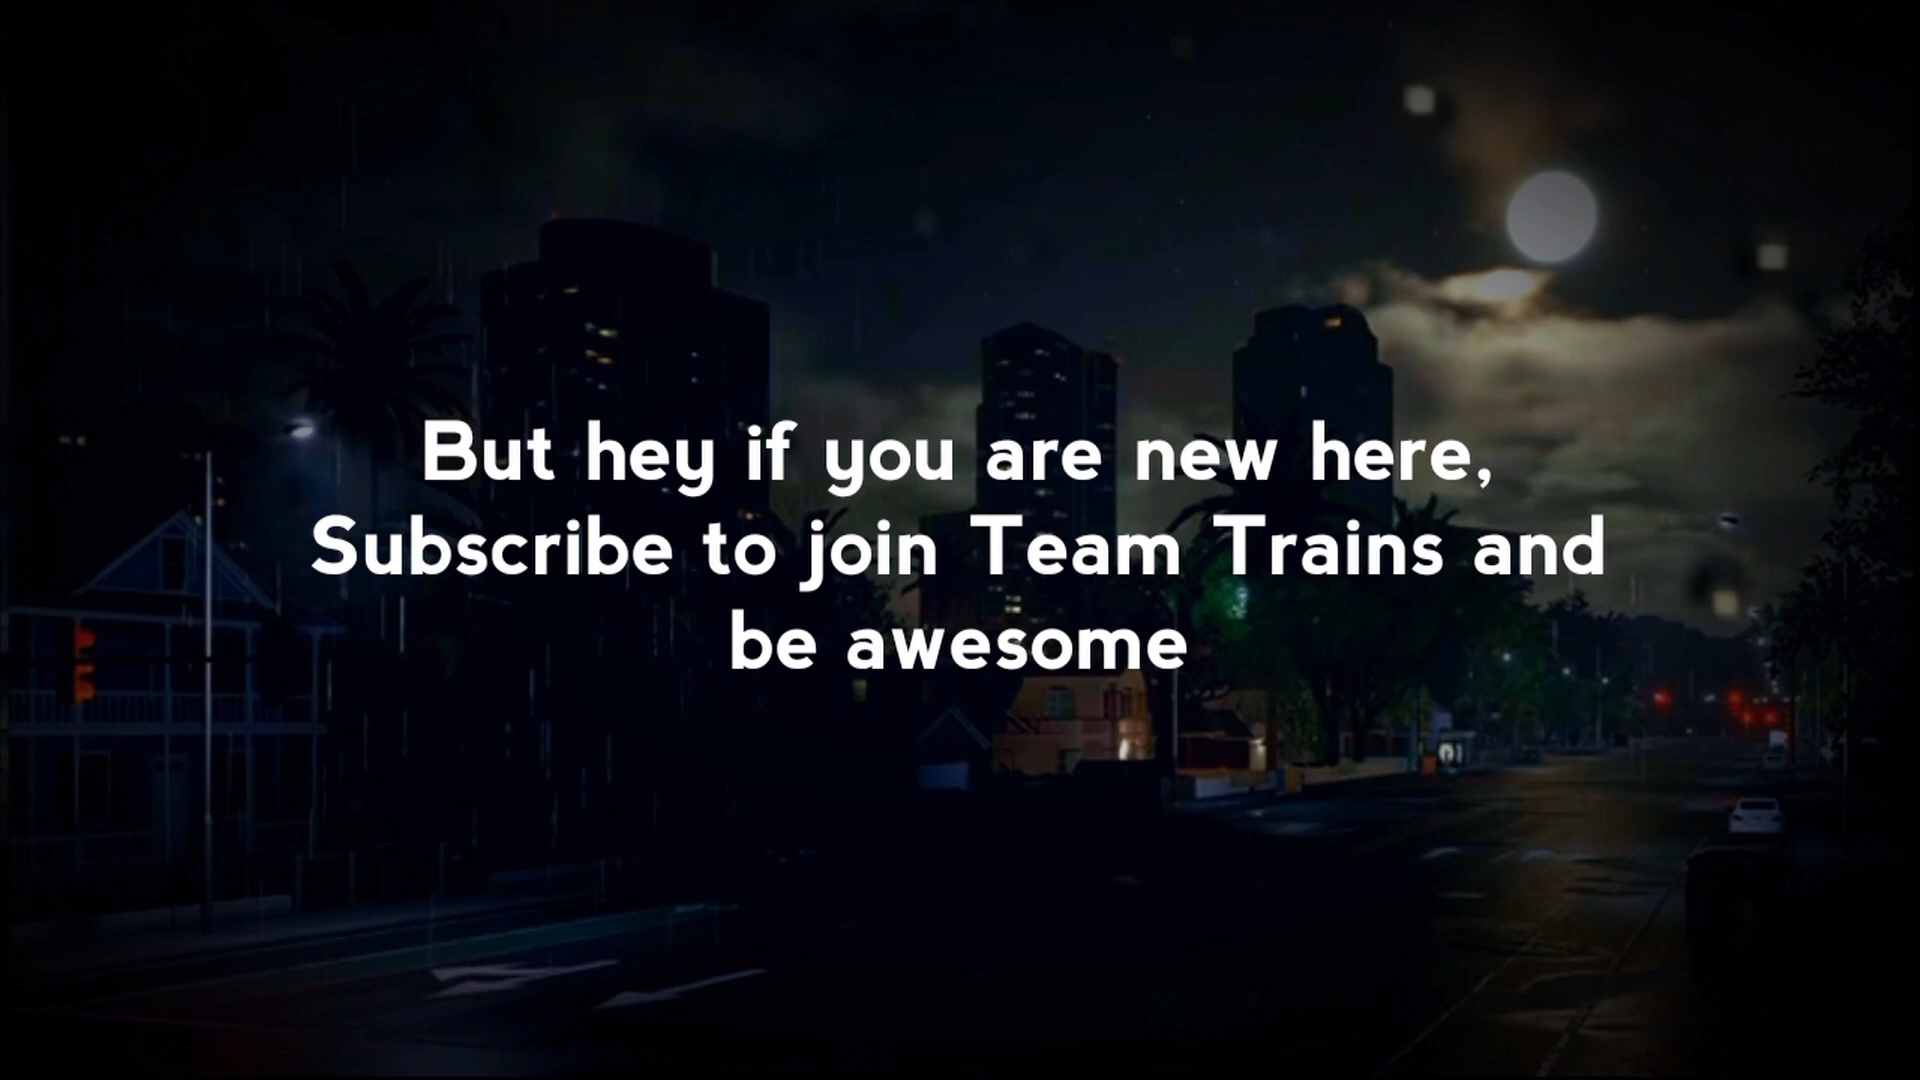 But hey if you are new here,
Subscribe to join Team Trains and
be awesome